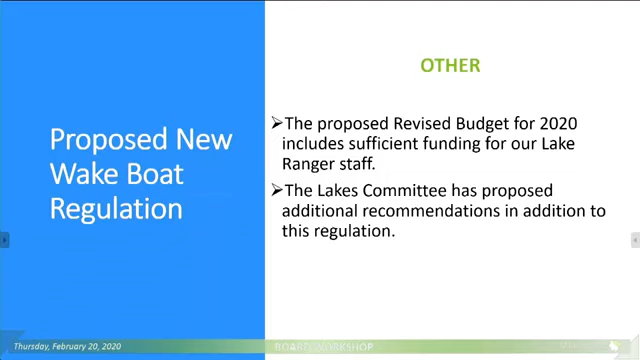 Proposed New
Wake Boat
Regulation
OTHER
➢The proposed Revised Budget for 2020
includes sufficient funding for our Lake
Ranger staff.
➢The Lakes Committee has proposed
additional recommendations in addition to
this regulation.
Thursday, February 20, 2020
BOARD WORKSHOP